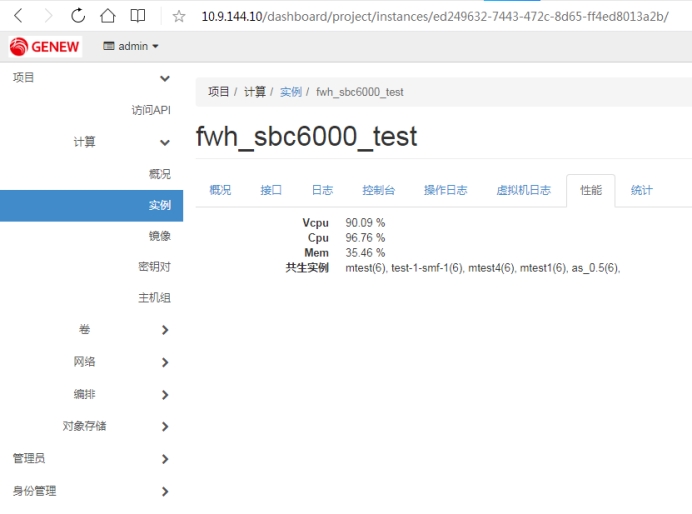 10.9.144.10/dashboard/project/instances/ed249632-7443-472c-8d65-ff4ed8013a2b/
GENEW admin
项目
访问API
计算
概况
实例
镜像
密钥对
主机组
卷
网络
编排
对象存储
管理员
身份管理
项目 / 计算 / 实例 / fwh_sbc6000_test
fwh_sbc6000_test
概况 接口 日志 控制台 操作日志 虚拟机日志 性能 统计
Vcpu 90.09 %
Cpu 96.76 %
Mem 35.46 %
共生实例 mtest(6), test-1-smf-1(6), mtest4(6), mtest1(6), as_0.5(6),